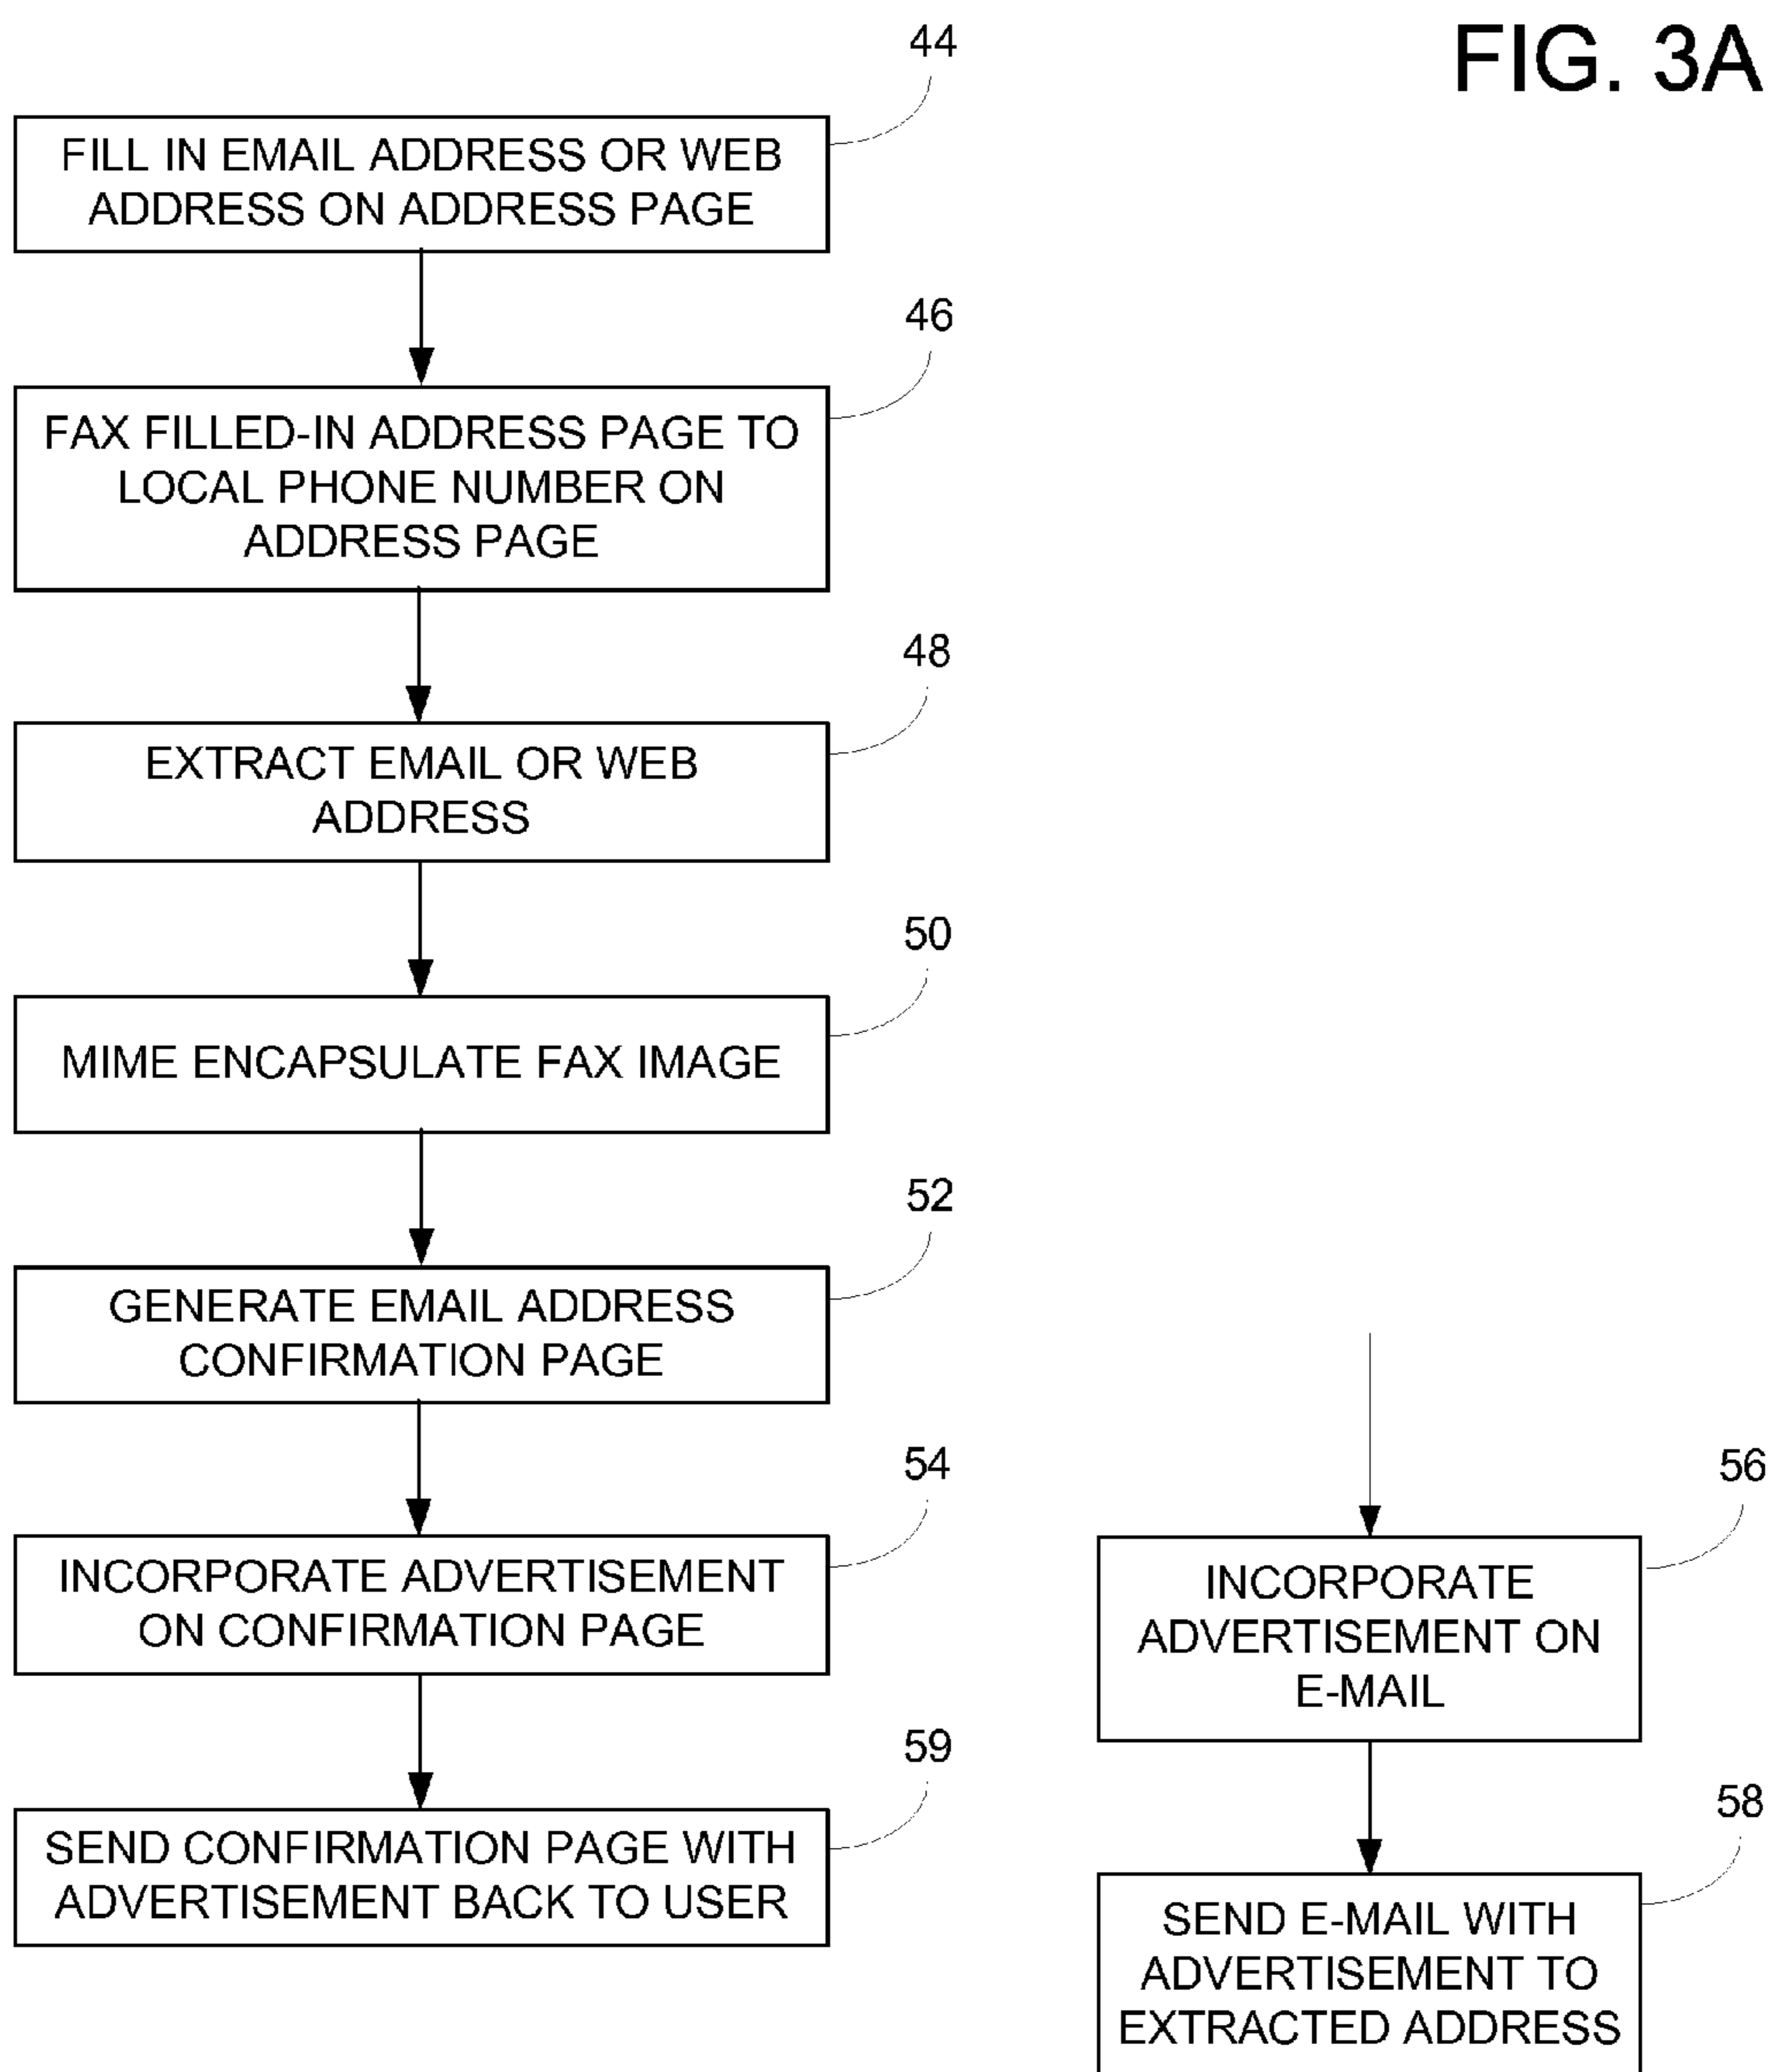 FIG. 3A
44
FILL IN EMAIL ADDRESS OR WEB
ADDRESS ON ADDRESS PAGE
46
FAX FILLED-IN ADDRESS PAGE TO
LOCAL PHONE NUMBER ON
ADDRESS PAGE
48
EXTRACT EMAIL OR WEB
ADDRESS
50
MIME ENCAPSULATE FAX IMAGE
52
GENERATE EMAIL ADDRESS
CONFIRMATION PAGE
54
INCORPORATE ADVERTISEMENT
ON CONFIRMATION PAGE
59
SEND CONFIRMATION PAGE WITH
ADVERTISEMENT BACK TO USER
56
INCORPORATE
ADVERTISEMENT ON
E-MAIL
58
SEND E-MAIL WITH
ADVERTISEMENT TO
EXTRACTED ADDRESS